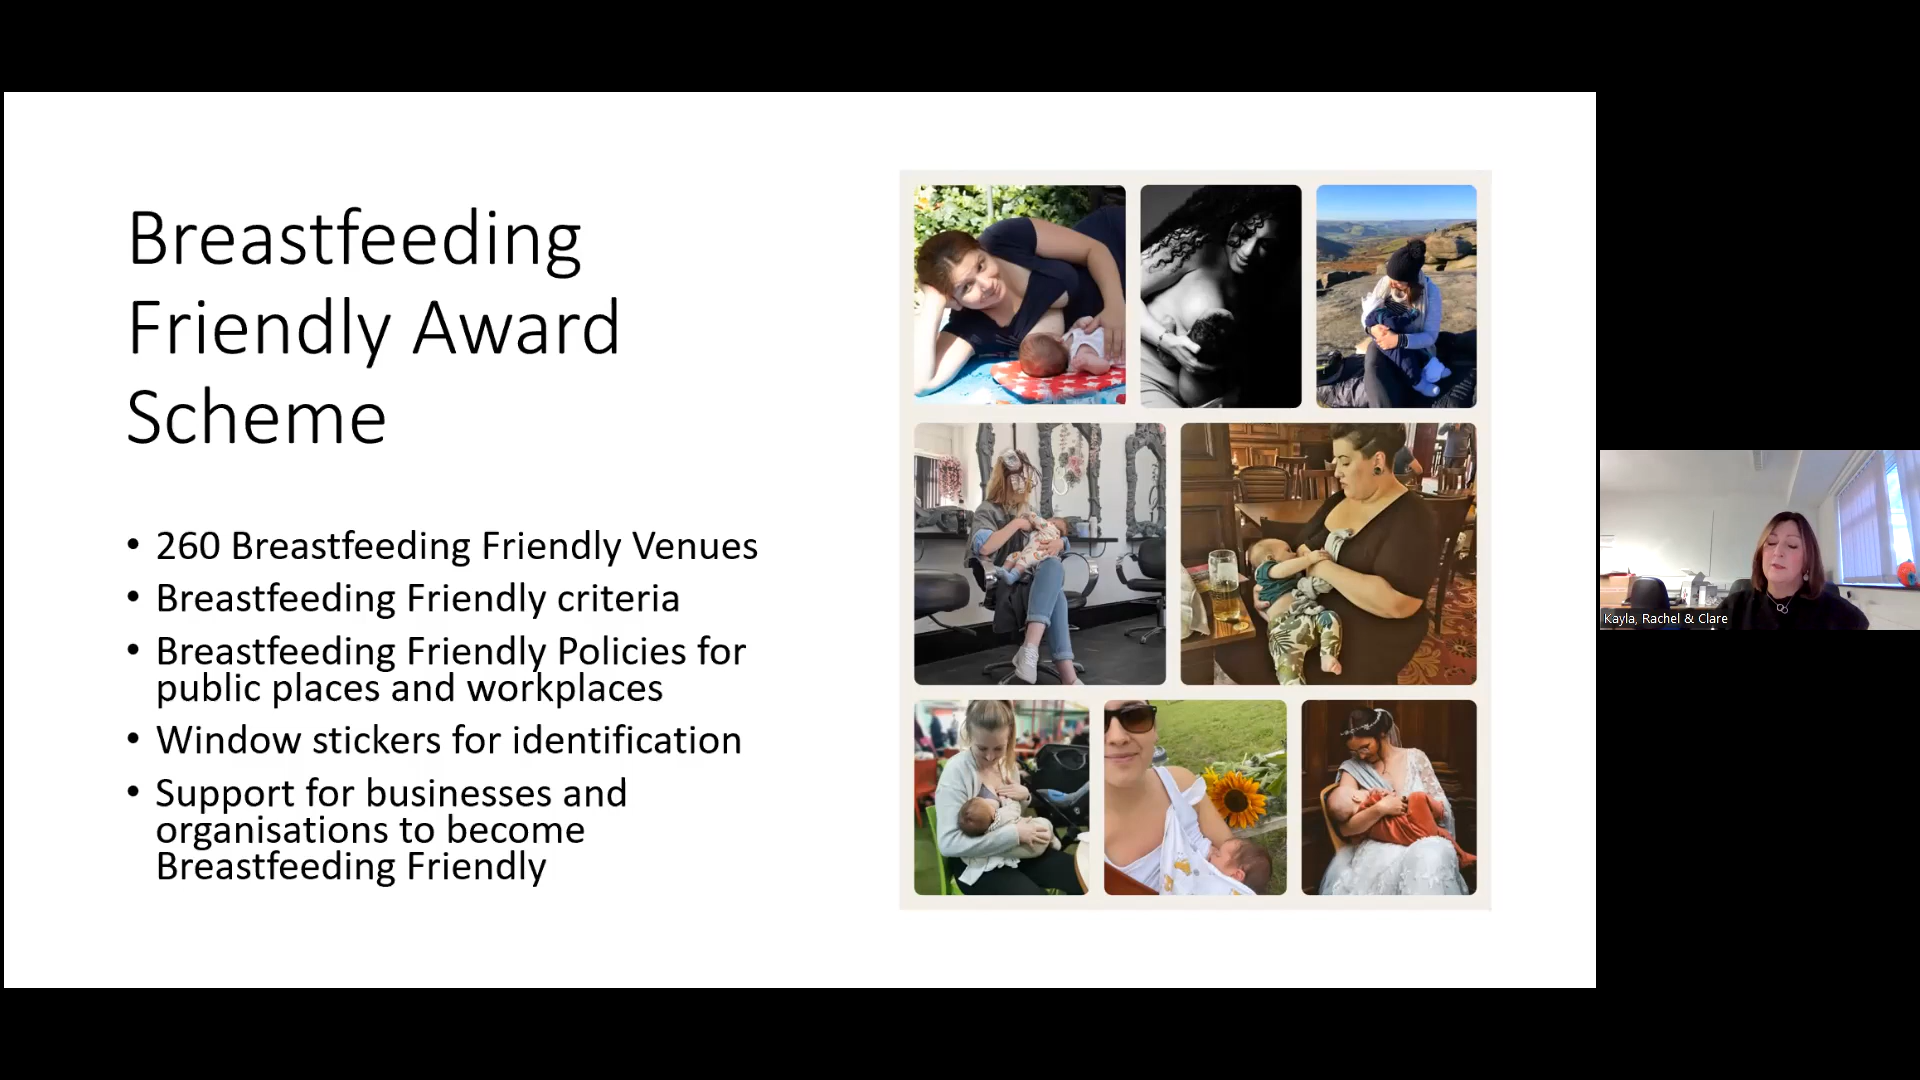 Breastfeeding
Friendly Award
Scheme
• 260 Breastfeeding Friendly Venues
• Breastfeeding Friendly criteria
• Breastfeeding Friendly Policies for
public places and workplaces
• Window stickers for identification
• Support for businesses and
organisations to become
Breastfeeding Friendly
Kayla, Rachel & Clare